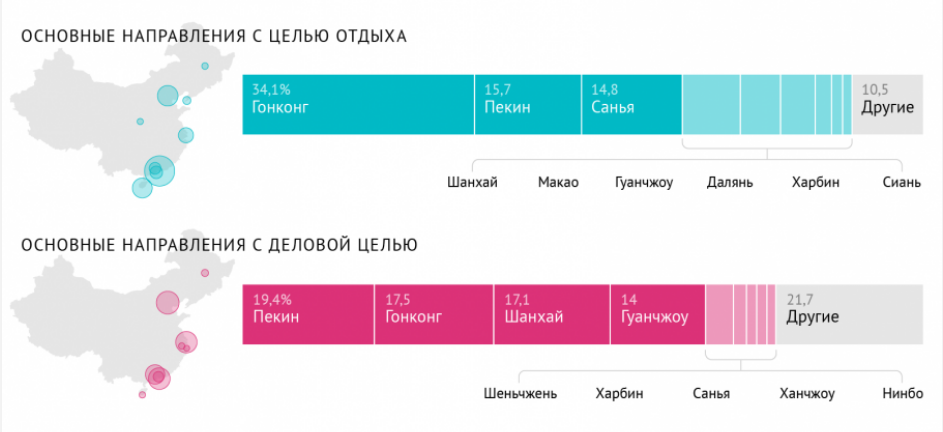 ОСНОВНЫЕ НАПРАВЛЕНИЯ С ЦЕЛЬЮ ОТДЫХА
34,1% 15,7 14,8 10,5
Гонконг Пекин Санья Другие
Шанхай Макао Гуанчжоу Далянь Харбин Сиань
ОСНОВНЫЕ НАПРАВЛЕНИЯ С ДЕЛОВОЙ ЦЕЛЬЮ
19,4% 17,5 17,1 14 21,7
Пекин Гонконг Шанхай Гуанчжоу Другие
Шеньчжень Харбин Санья Ханчжоу Нинбо